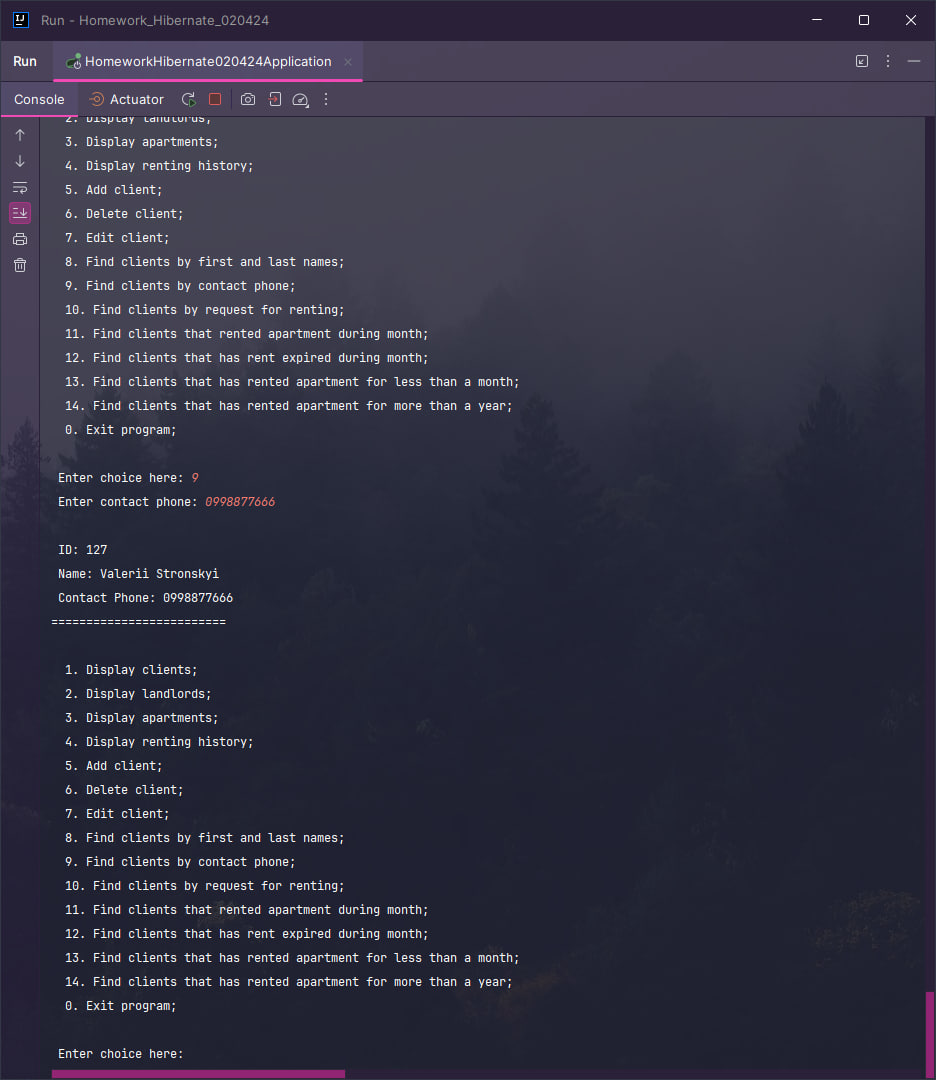 Run - Homework_Hibernate_020424
Run
HomeworkHibernate020424Application
Console
Actuator
2. Display landlords;
3. Display apartments;
4. Display renting history;
5. Add client;
6. Delete client;
7. Edit client;
8. Find clients by first and last names;
9. Find clients by contact phone;
10. Find clients by request for renting;
11. Find clients that rented apartment during month;
12. Find clients that has rent expired during month;
13. Find clients that has rented apartment for less than a month;
14. Find clients that has rented apartment for more than a year;
0. Exit program;
Enter choice here: 9
Enter contact phone: 0998877666
ID: 127
Name: Valerii Stronskyi
Contact Phone: 0998877666
=========================
1. Display clients;
2. Display landlords;
3. Display apartments;
4. Display renting history;
5. Add client;
6. Delete client;
7. Edit client;
8. Find clients by first and last names;
9. Find clients by contact phone;
10. Find clients by request for renting;
11. Find clients that rented apartment during month;
12. Find clients that has rent expired during month;
13. Find clients that has rented apartment for less than a month;
14. Find clients that has rented apartment for more than a year;
0. Exit program;
Enter choice here: